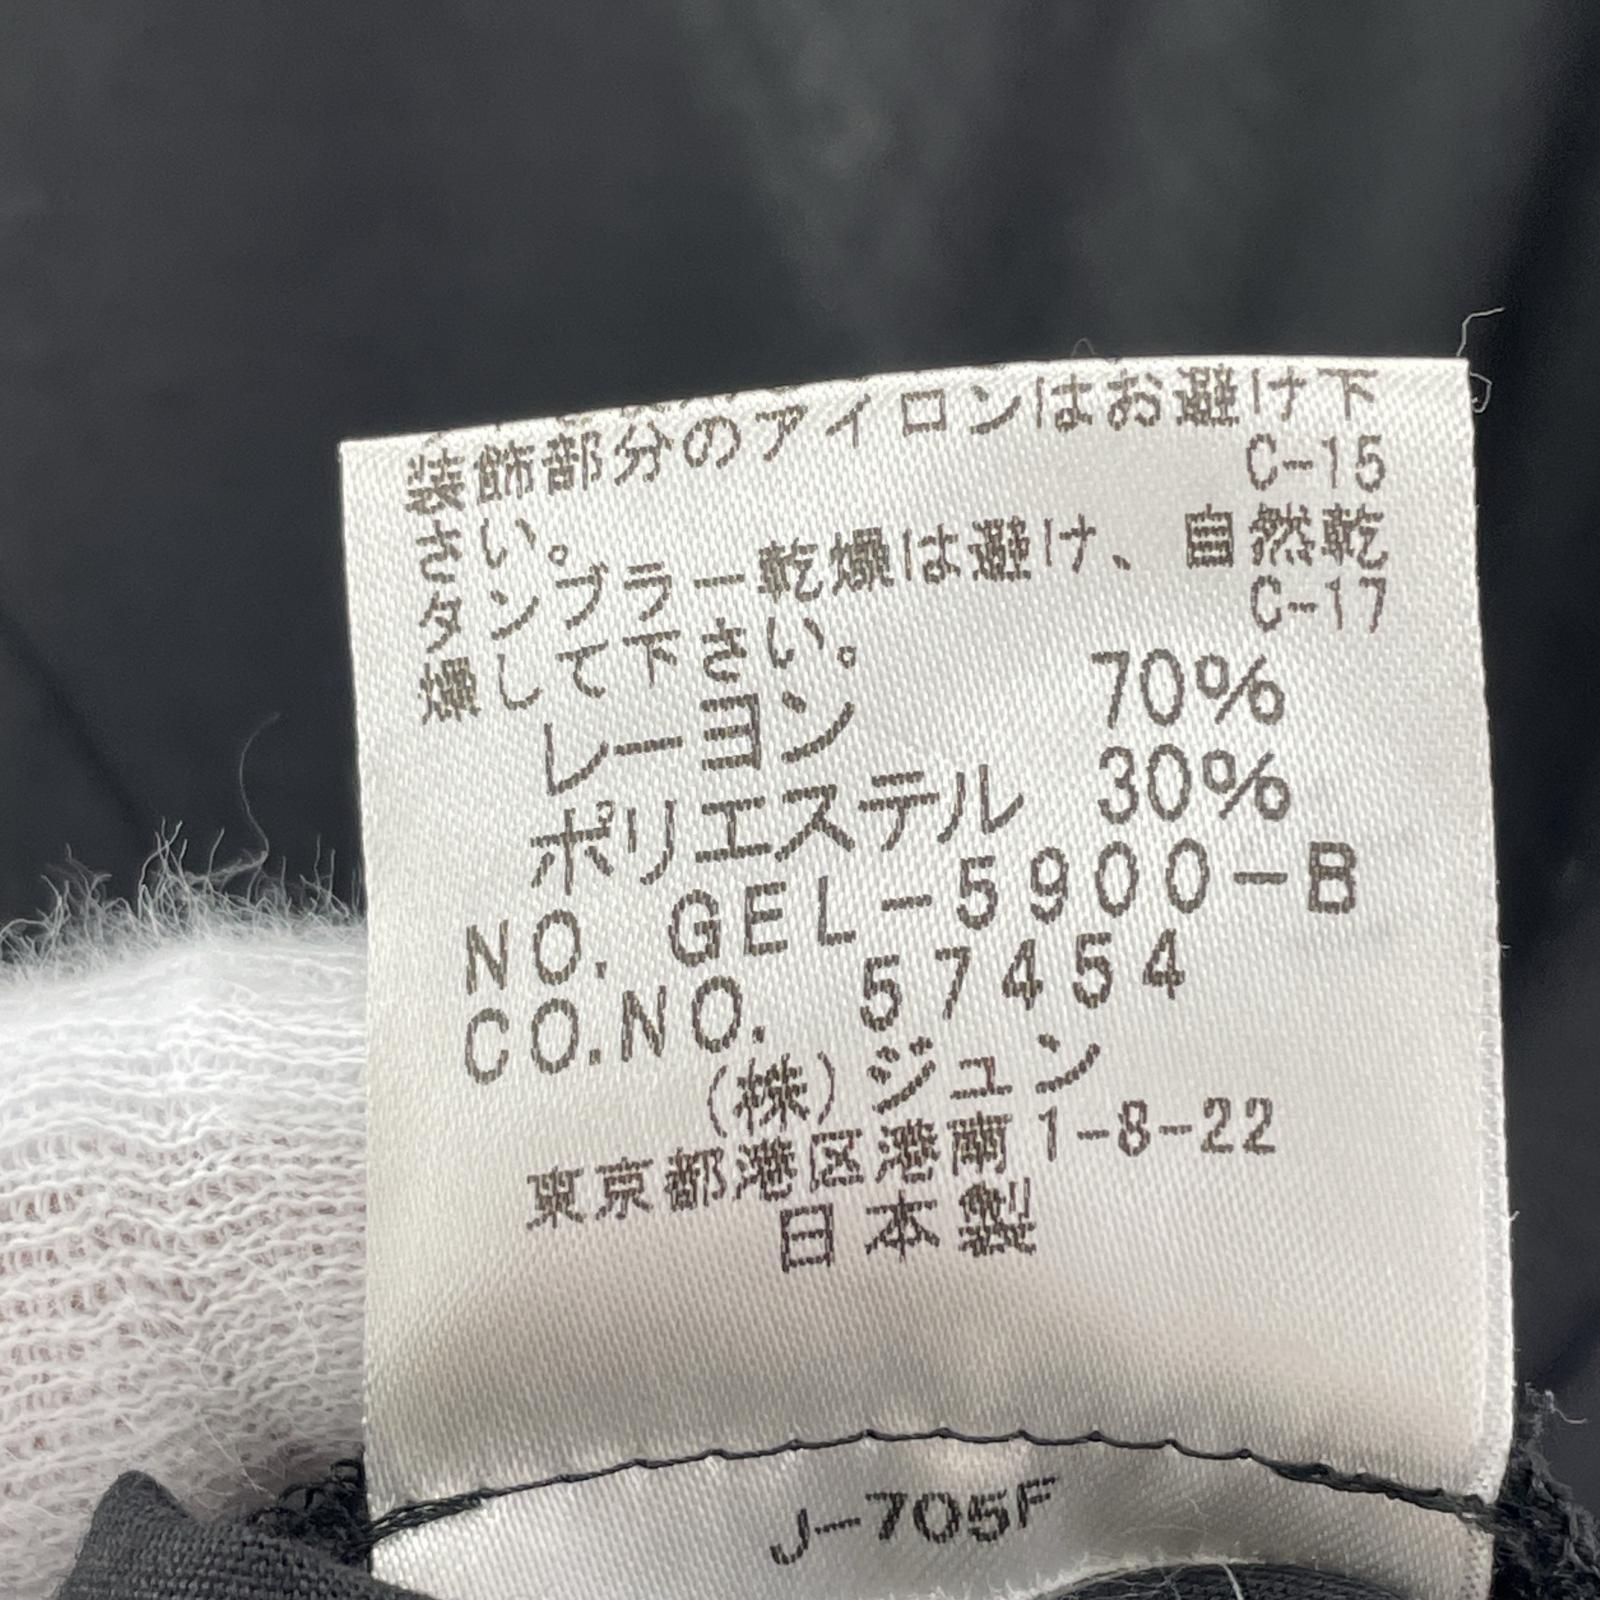 装飾部分のアイロンはお避け下
さい。 C-15
タンブラー乾燥は避け、自然乾
燥して下さい。 C-17
レーヨン 70%
ポリエステル 30%
NO. GEL-5900-B
CO.NO. 57454
(株)ジュン
東京都港区港南1-8-22
日本製
J-705F